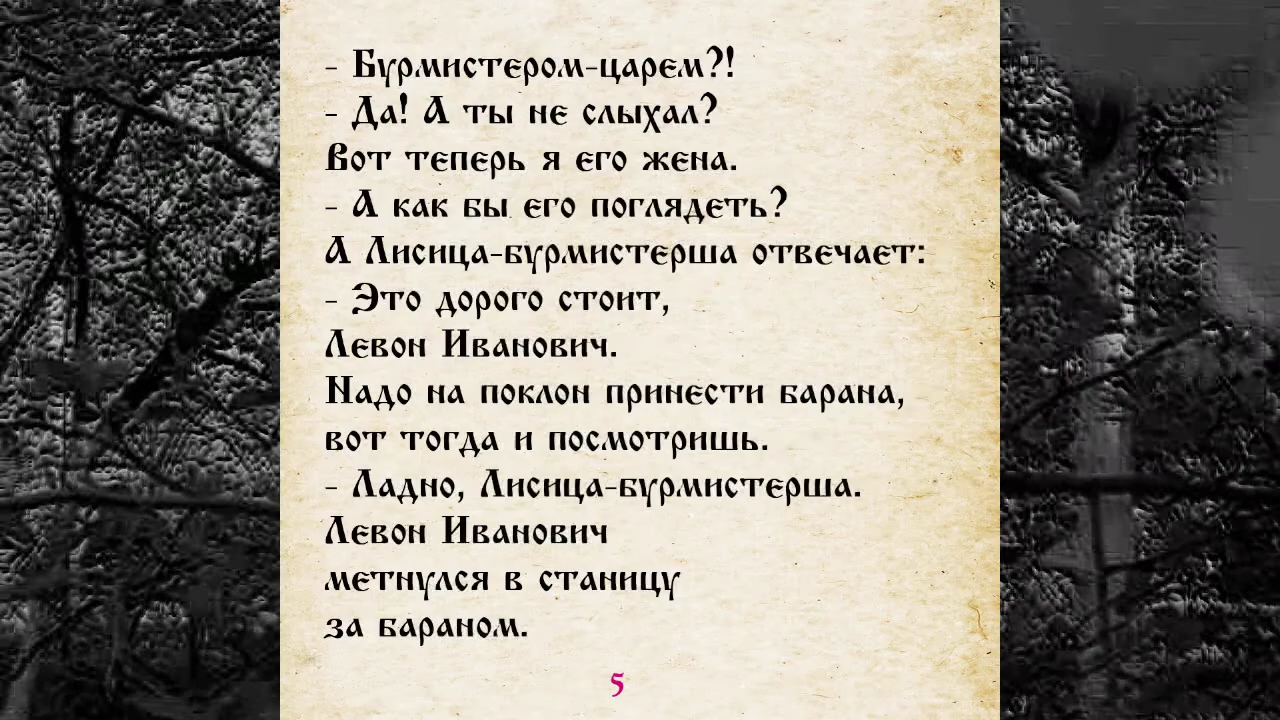 - Бурмистером-царем?!
- Да! А ты не слыхал?
Вот теперь я его жена.
- А как бы его поглядеть?
А Лисица-бурмистерша отвечает:
- Это дорого стоит,
Левон Иванович.
Надо на поклон принести барана,
вот тогда и посмотришь.
- Ладно, Лисица-бурмистерша.
Левон Иванович
метнулся в станицу
за бараном.
5